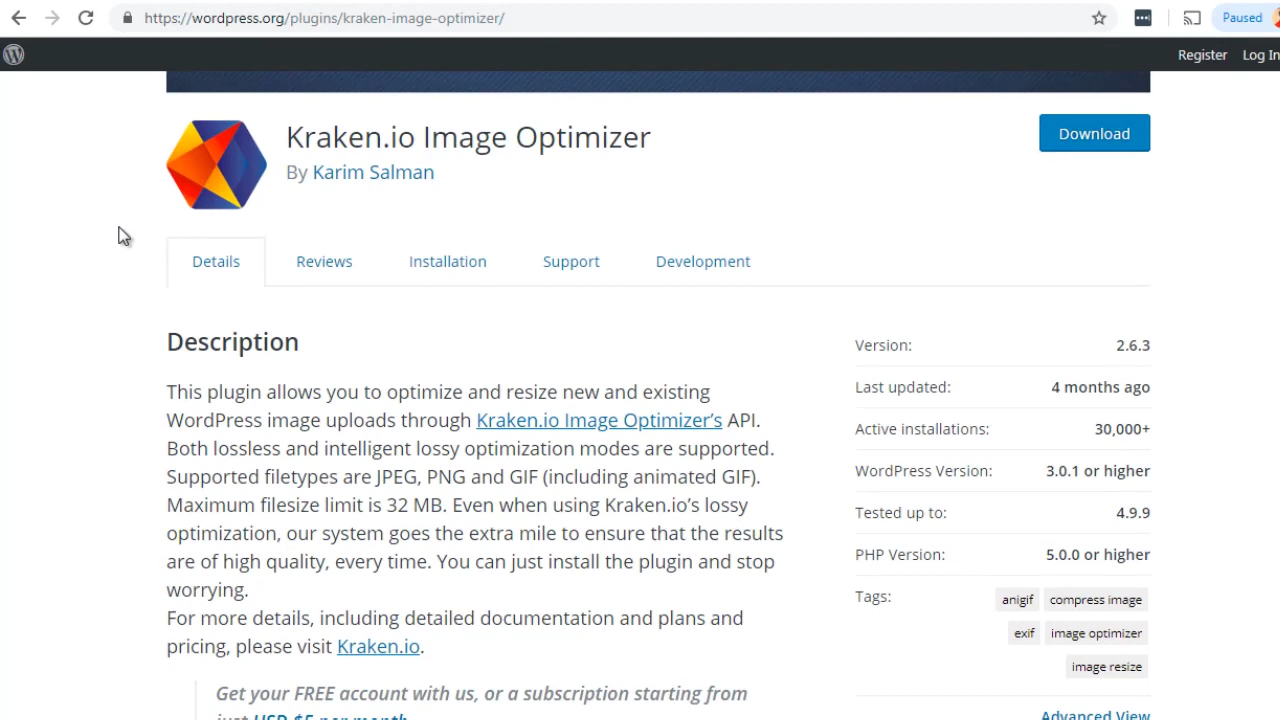 https://wordpress.org/plugins/kraken-image-optimizer/
Paused
Register Log In
Kraken.io Image Optimizer
Download
By Karim Salman
Details Reviews Installation Support Development
Description
This plugin allows you to optimize and resize new and existing
WordPress image uploads through Kraken.io Image Optimizer’s API.
Both lossless and intelligent lossy optimization modes are supported.
Supported filetypes are JPEG, PNG and GIF (including animated GIF).
Maximum filesize limit is 32 MB. Even when using Kraken.io’s lossy
optimization, our system goes the extra mile to ensure that the results
are of high quality, every time. You can just install the plugin and stop
worrying.
For more details, including detailed documentation and plans and
pricing, please visit Kraken.io.
Get your FREE account with us, or a subscription starting from
just USD $5 per month
Version: 2.6.3
Last updated: 4 months ago
Active installations: 30,000+
WordPress Version: 3.0.1 or higher
Tested up to: 4.9.9
PHP Version: 5.0.0 or higher
Tags: anigif compress image
exif image optimizer
image resize
Advanced View